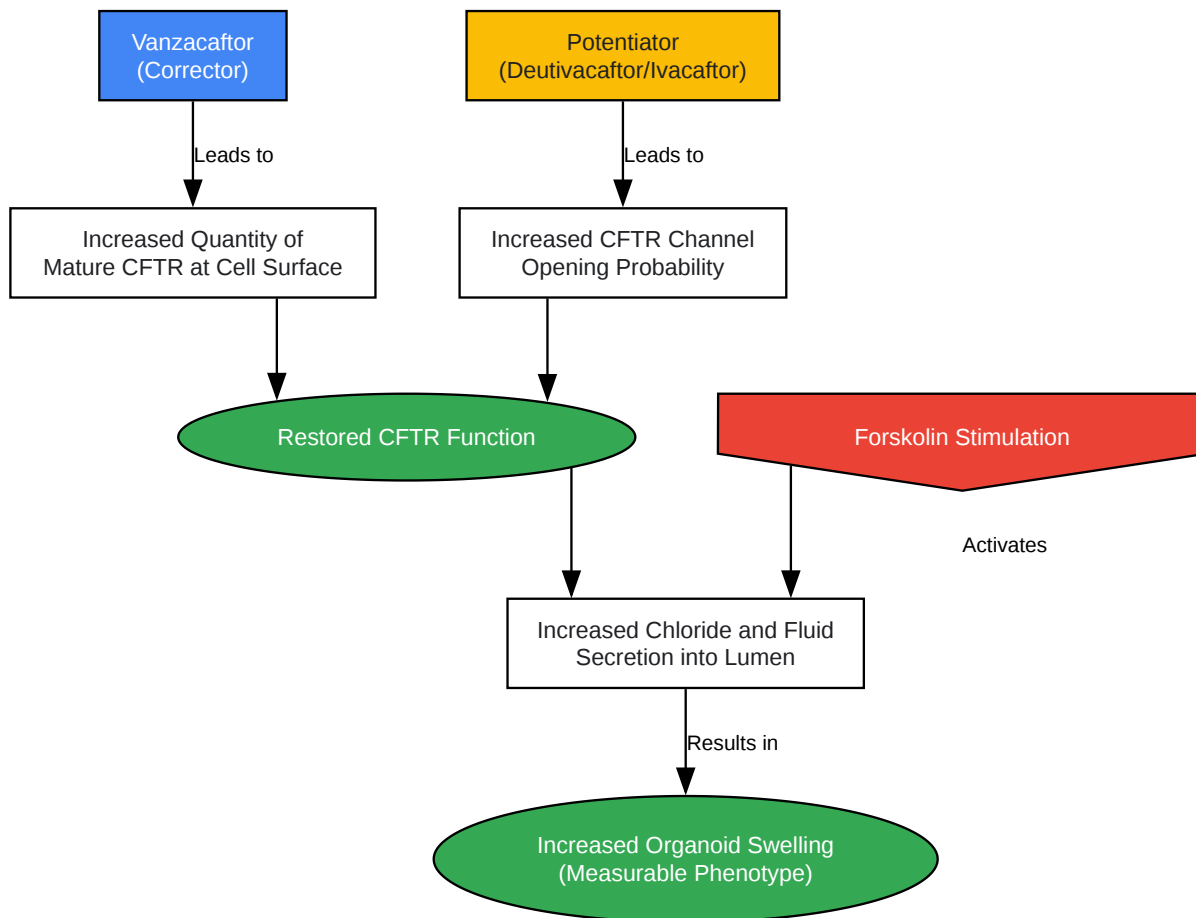 Vanzacaftor
(Corrector)
Potentiator
(Deutivacaftor/Ivacaftor)
Leads to
Leads to
Increased Quantity of
Mature CFTR at Cell Surface
Increased CFTR Channel
Opening Probability
Restored CFTR Function
Forskolin Stimulation
Activates
Increased Chloride and Fluid
Secretion into Lumen
Results in
Increased Organoid Swelling
(Measurable Phenotype)